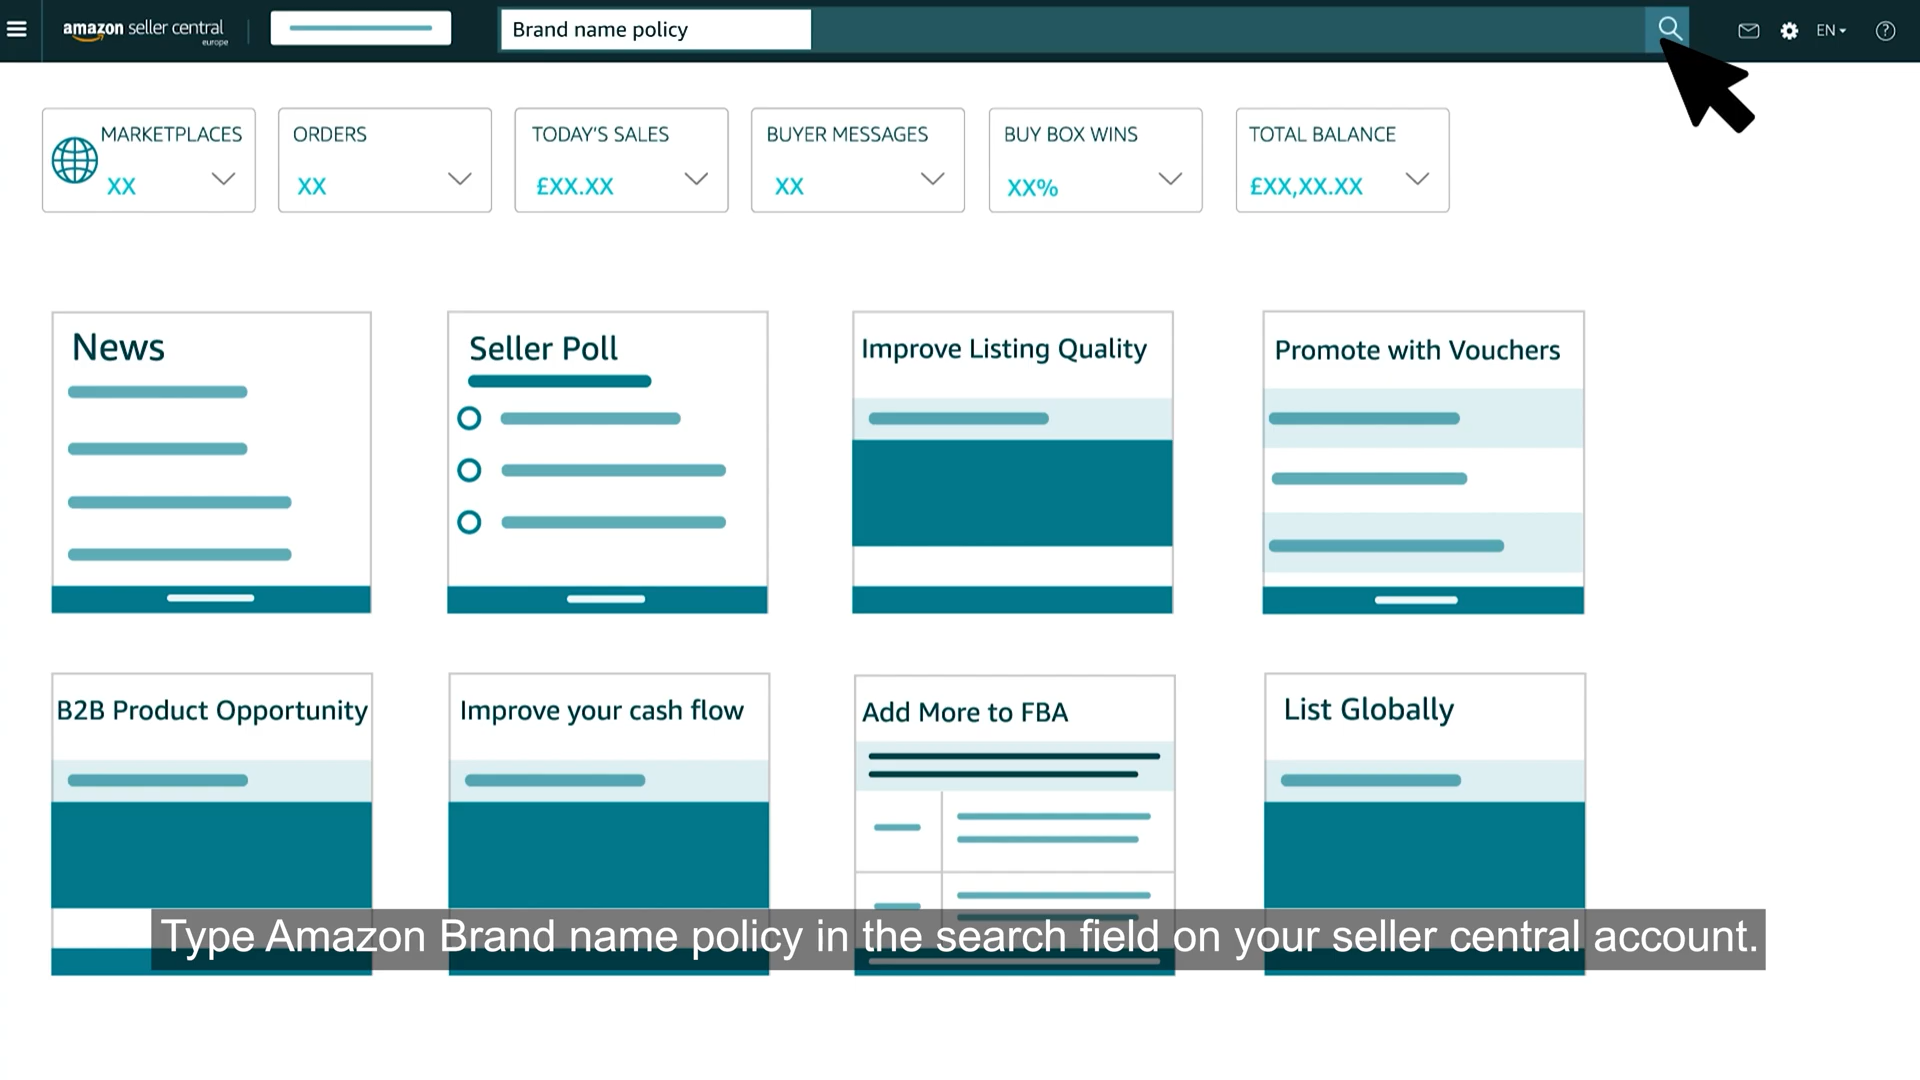 amazon seller central
europe
Brand name policy
EN
?
MARKETPLACES
XX
ORDERS
XX
TODAY'S SALES
£XX.XX
BUYER MESSAGES
XX
BUY BOX WINS
XX%
TOTAL BALANCE
£XX,XX.XX
News
Seller Poll
Improve Listing Quality
Promote with Vouchers
B2B Product Opportunity
Improve your cash flow
Add More to FBA
List Globally
Type Amazon Brand name policy in the search field on your seller central account.